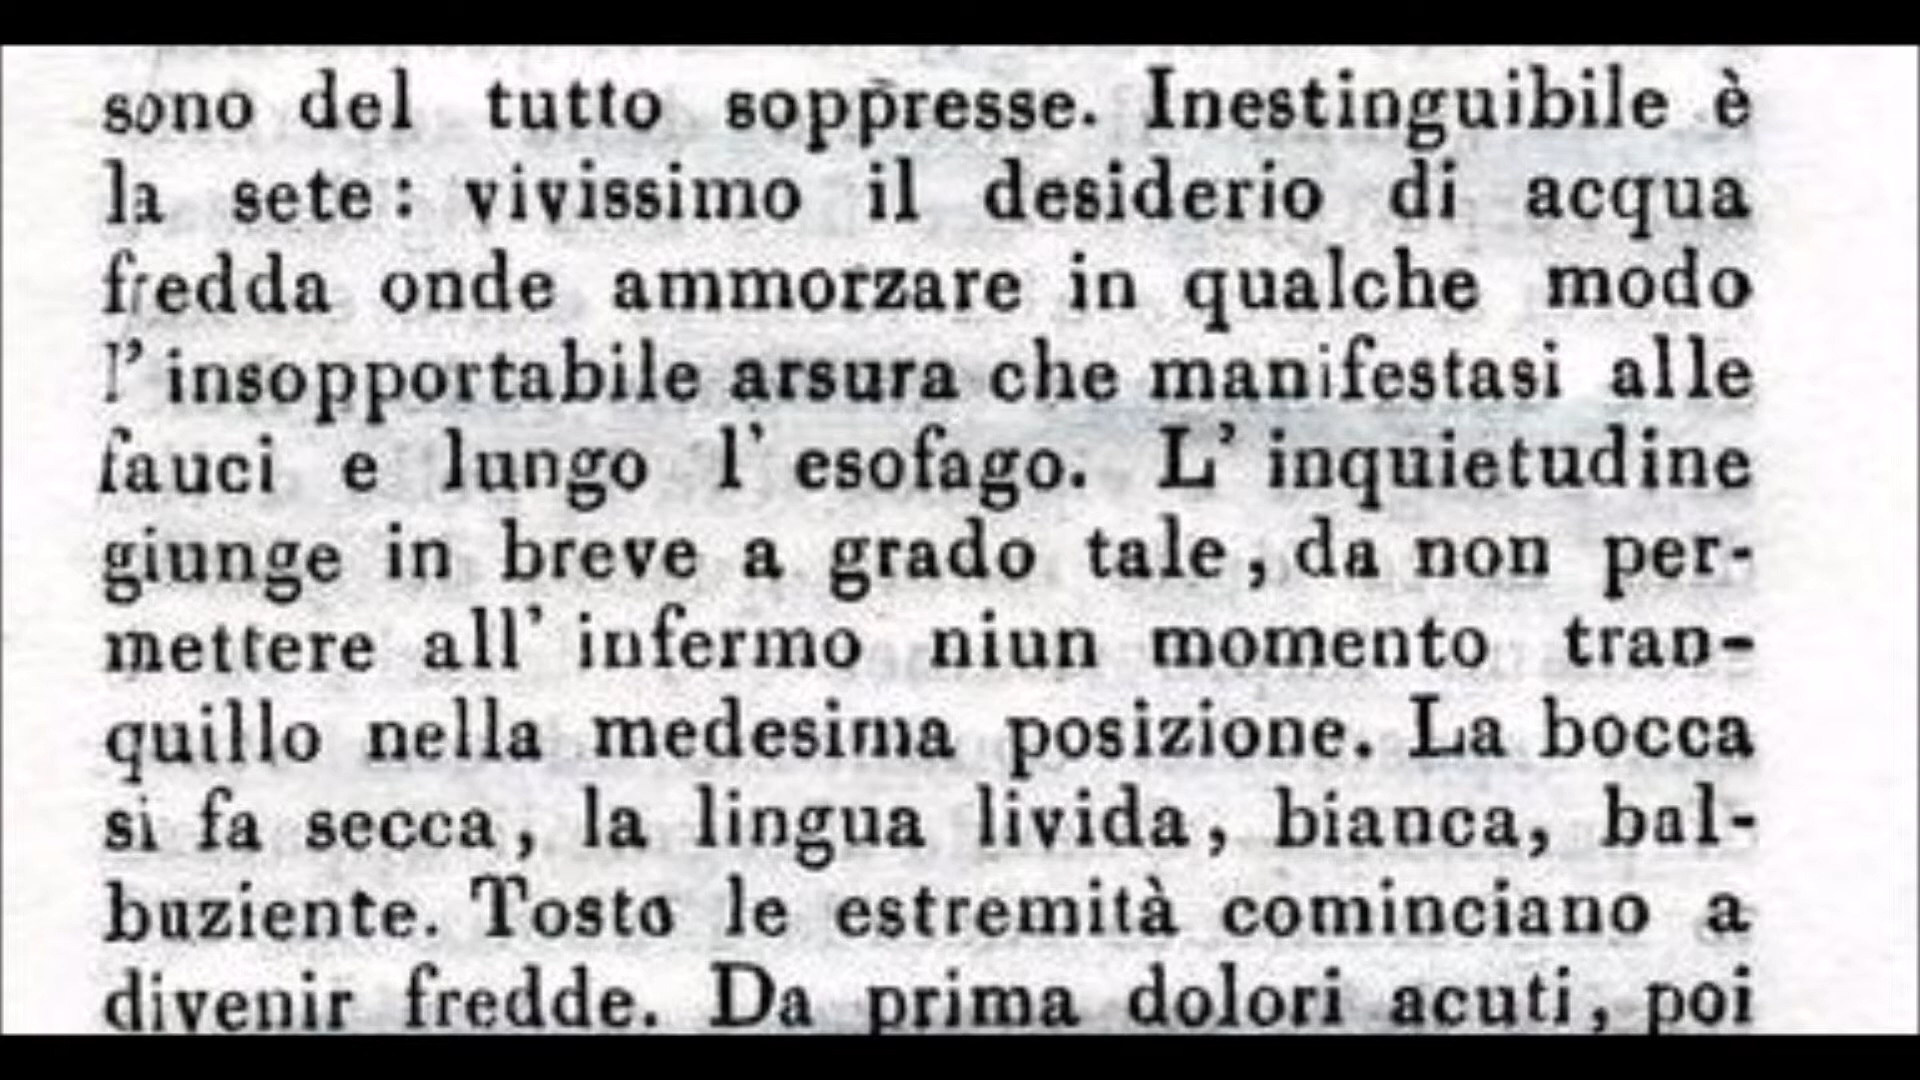 sono del tutto soppresse. Inestinguibile è
la sete: vivissimo il desiderio di acqua
fredda onde ammorzare in qualche modo
l' insopportabile arsura che manifestasi alle
fauci e lungo l' esofago. L' inquietudine
giunge in breve a grado tale, da non per-
mettere all' infermo niun momento tran-
quillo nella medesima posizione. La bocca
si fa secca, la lingua livida, bianca, bal-
buziente. Tosto le estremità cominciano a
divenir fredde. Da prima dolori acuti, poi